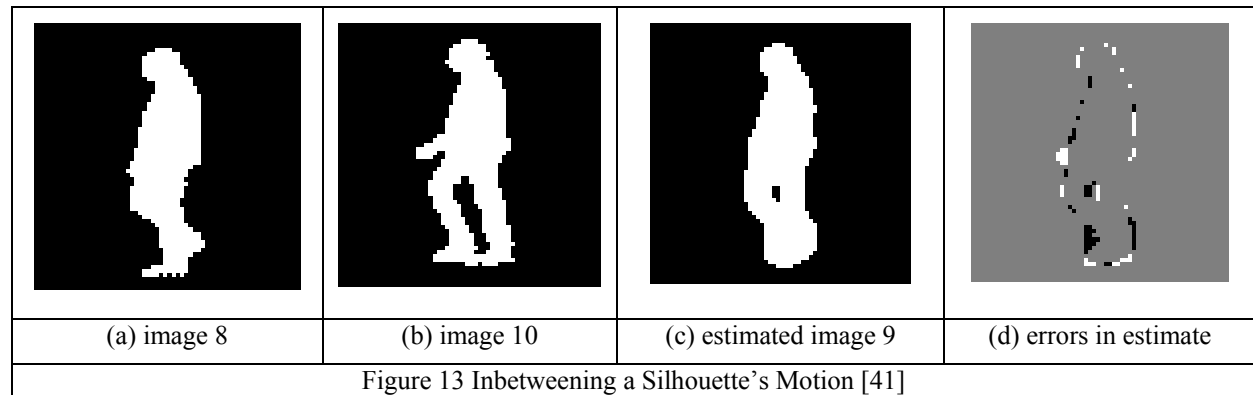 (a) image 8
(b) image 10
(c) estimated image 9
(d) errors in estimate
Figure 13 Inbetweening a Silhouette’s Motion [41]